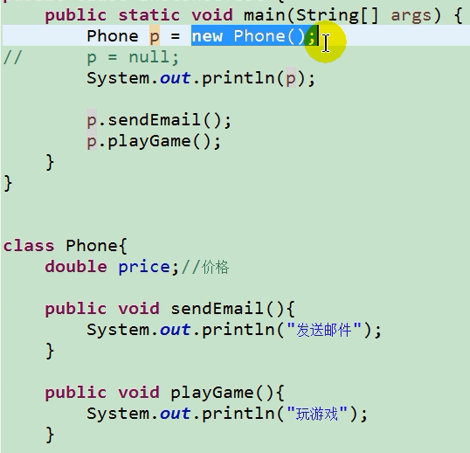 public static void main(String[] args) {
Phone p = new Phone();
// p = null;
System.out.println(p);
p.sendEmail();
p.playGame();
}
}
class Phone{
double price;//价格
public void sendEmail(){
System.out.println("发送邮件");
}
public void playGame(){
System.out.println("玩游戏");
}